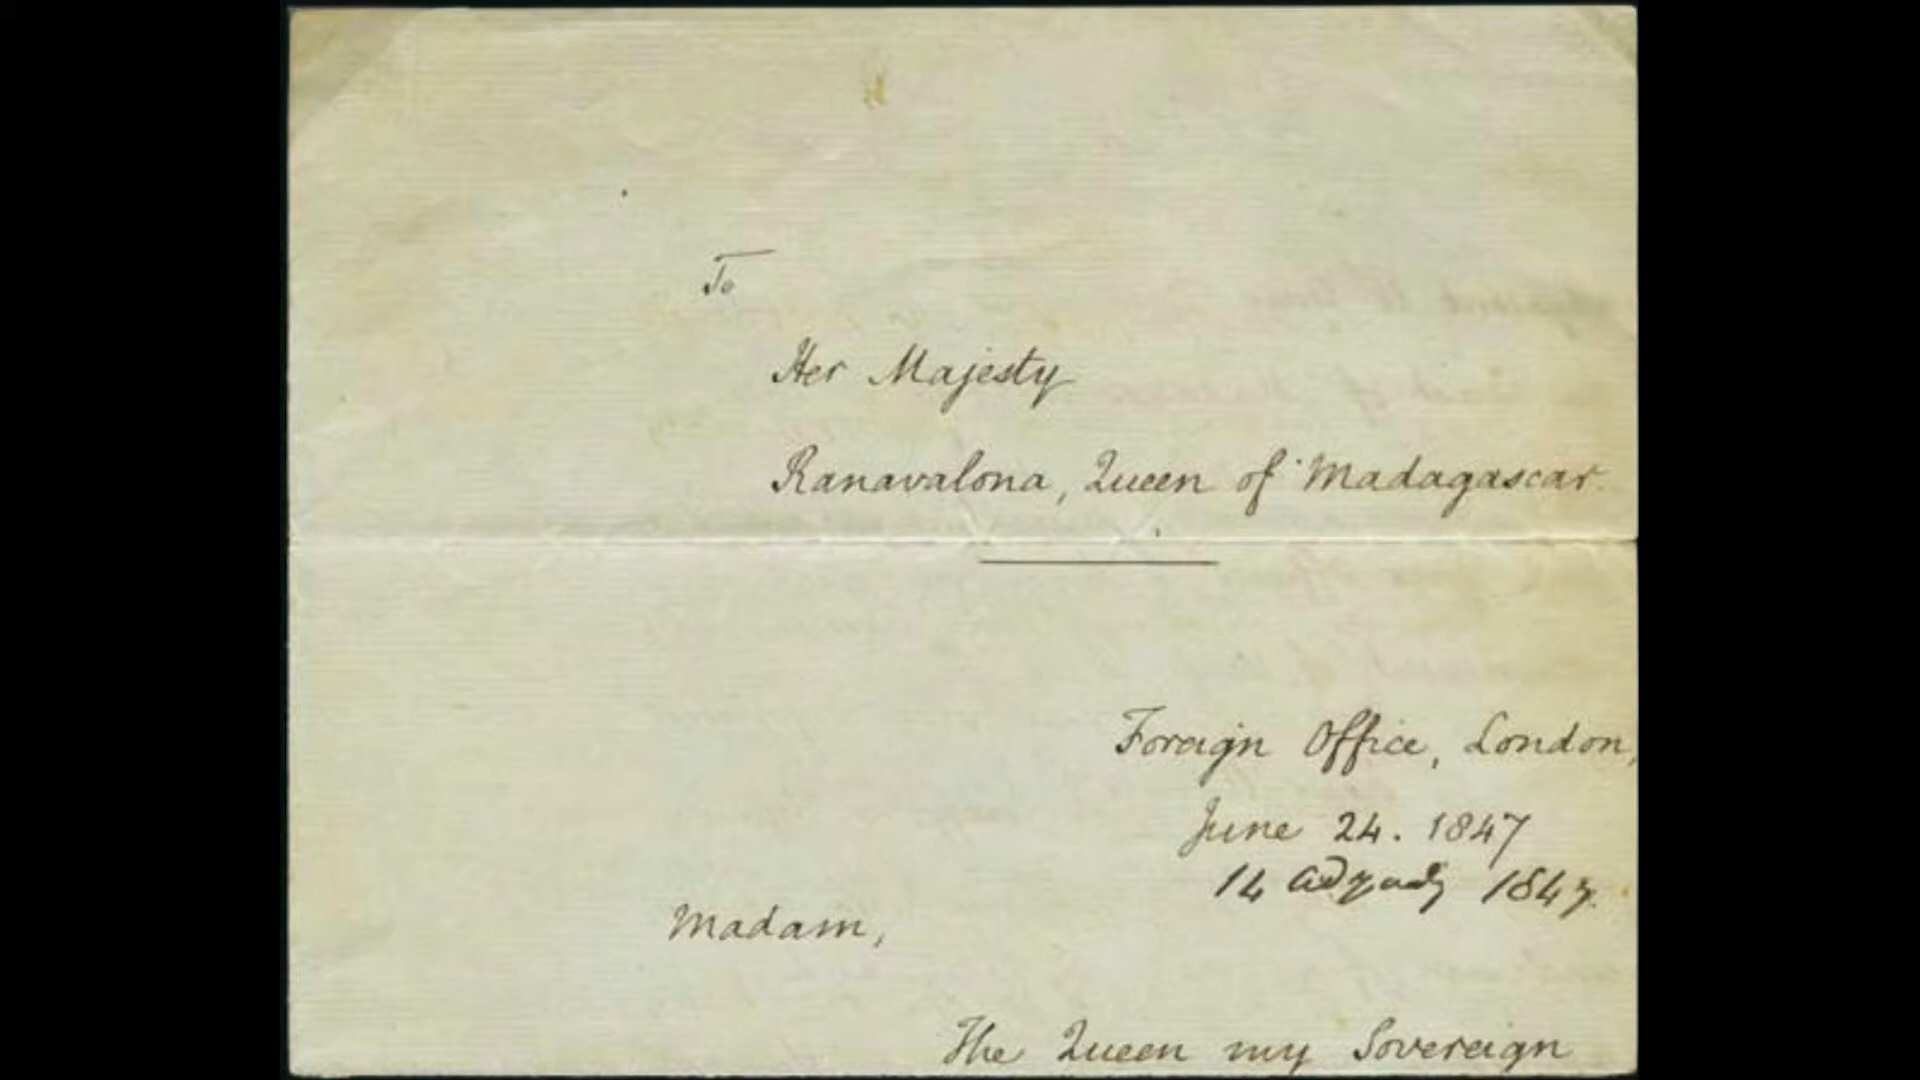 To
Her Majesty
Ranavalona, Queen of Madagascar.
Foreign Office, London,
June 24. 1847
14 1847.
Madam,
The Queen my Sovereign